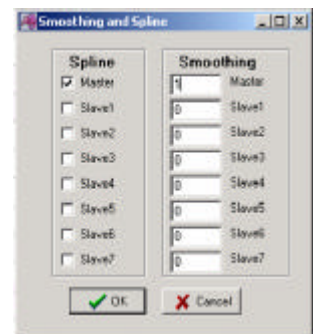 Smoothing and Spline
Spline
Master
Slave1
Slave2
Slave3
Slave4
Slave5
Slave6
Slave7
Smoothing
1 Master
0 Slave1
0 Slave2
0 Slave3
0 Slave4
0 Slave5
0 Slave6
0 Slave7
OK
Cancel